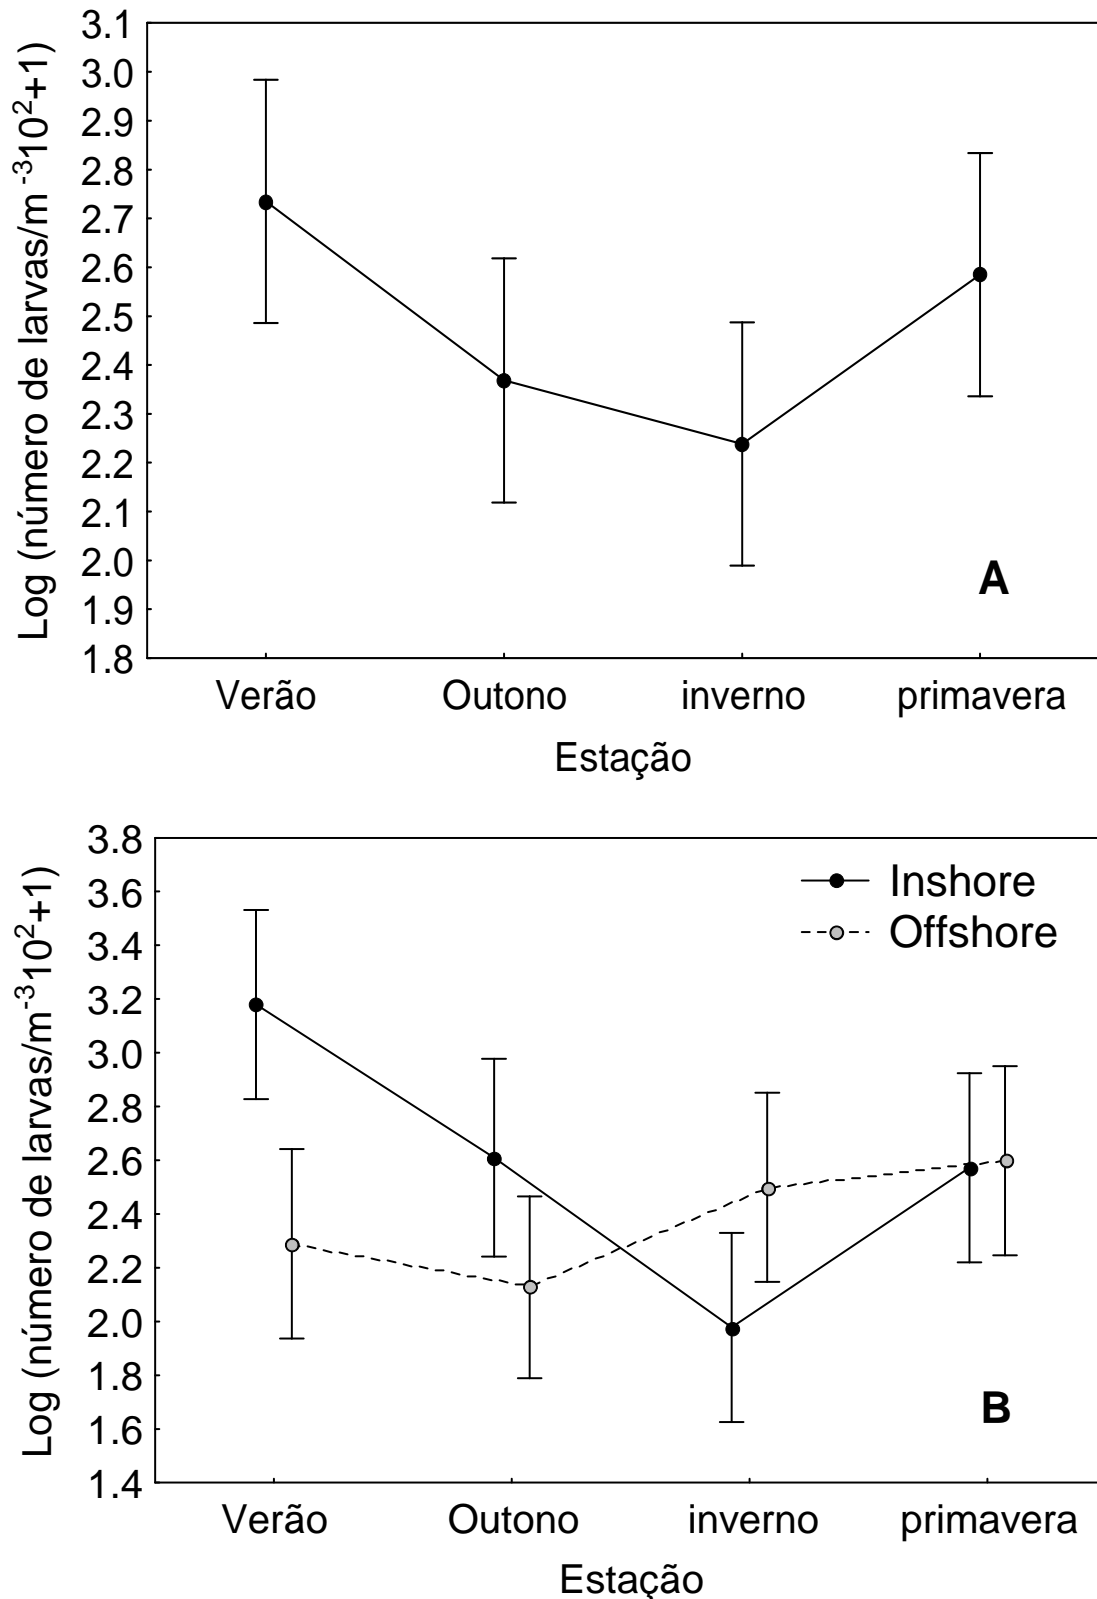 Log (número de larvas/m⁻³10²+1)
3.1
3.0
2.9
2.8
2.7
2.6
2.5
2.4
2.3
2.2
2.1
2.0
1.9
1.8
A
Verão Outono inverno primavera
Estação
Log (número de larvas/m⁻³10²+1)
3.8
3.6
3.4
3.2
3.0
2.8
2.6
2.4
2.2
2.0
1.8
1.6
1.4
Inshore
Offshore
B
Verão Outono inverno primavera
Estação